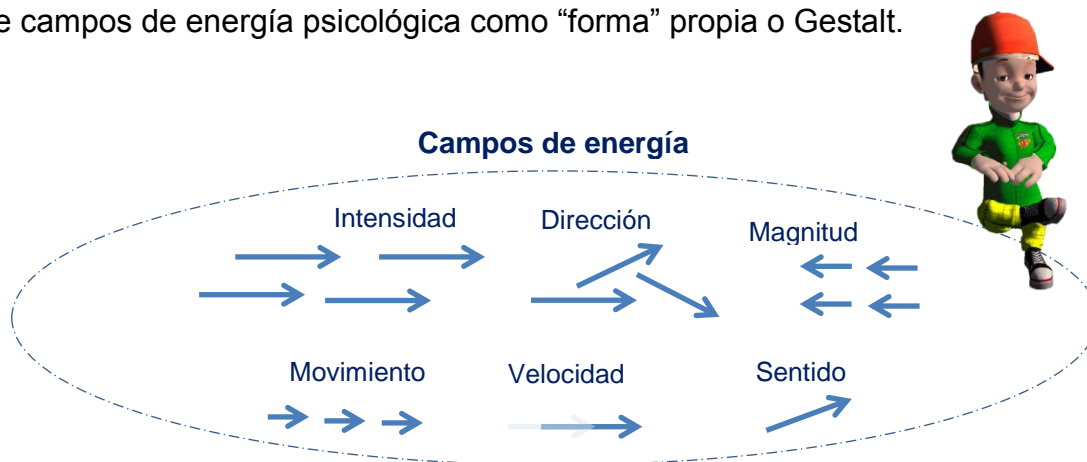 e campos de energía psicológica como “forma” propia o Gestalt.
Campos de energía
Intensidad Dirección Magnitud
Movimiento Velocidad Sentido